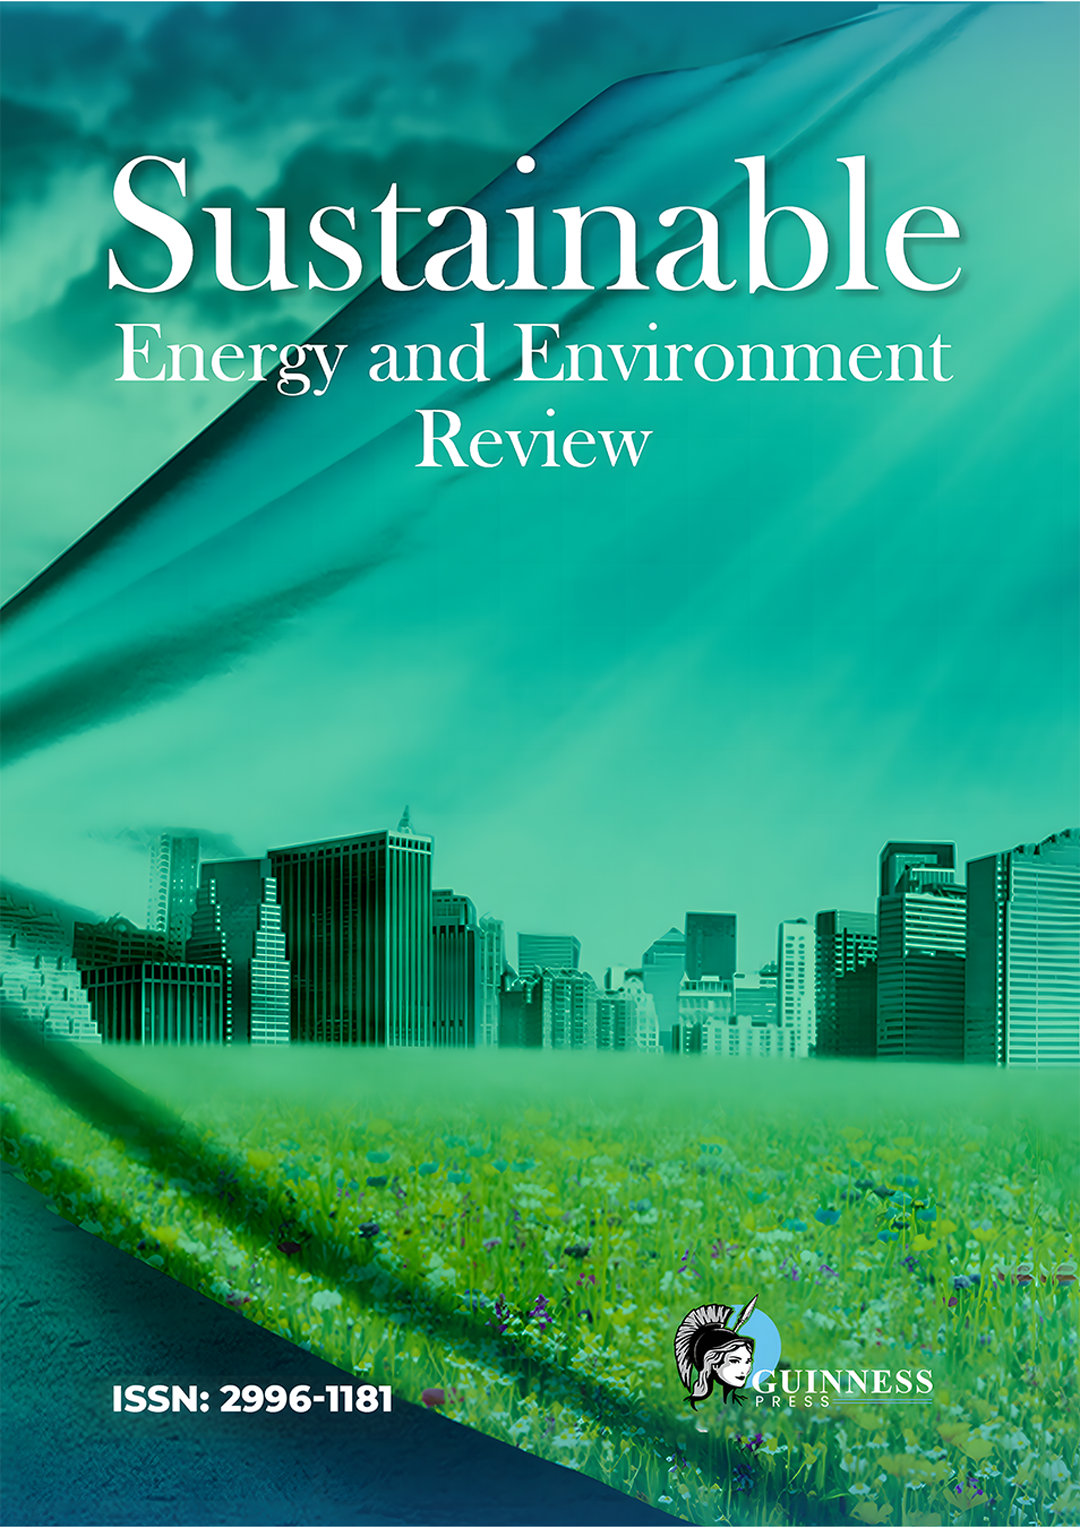 Sustainable
Energy and Environment
Review
ISSN: 2996-1181
GUINNESS
PRESS